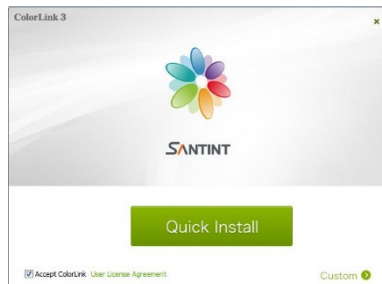 ColorLink 3
×
SANTINT
Quick Install
Accept ColorLink User License Agreement
Custom